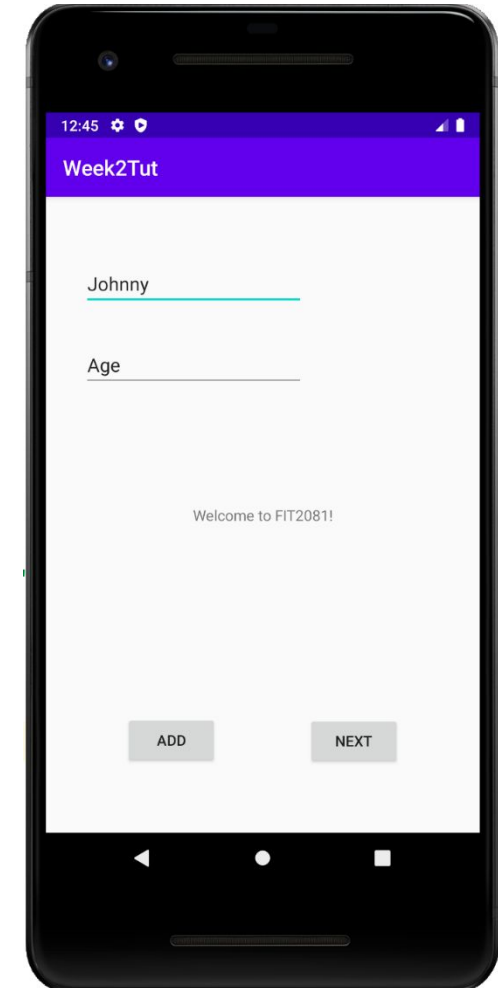 12:45
Week2Tut
Johnny
Age
Welcome to FIT2081!
ADD
NEXT